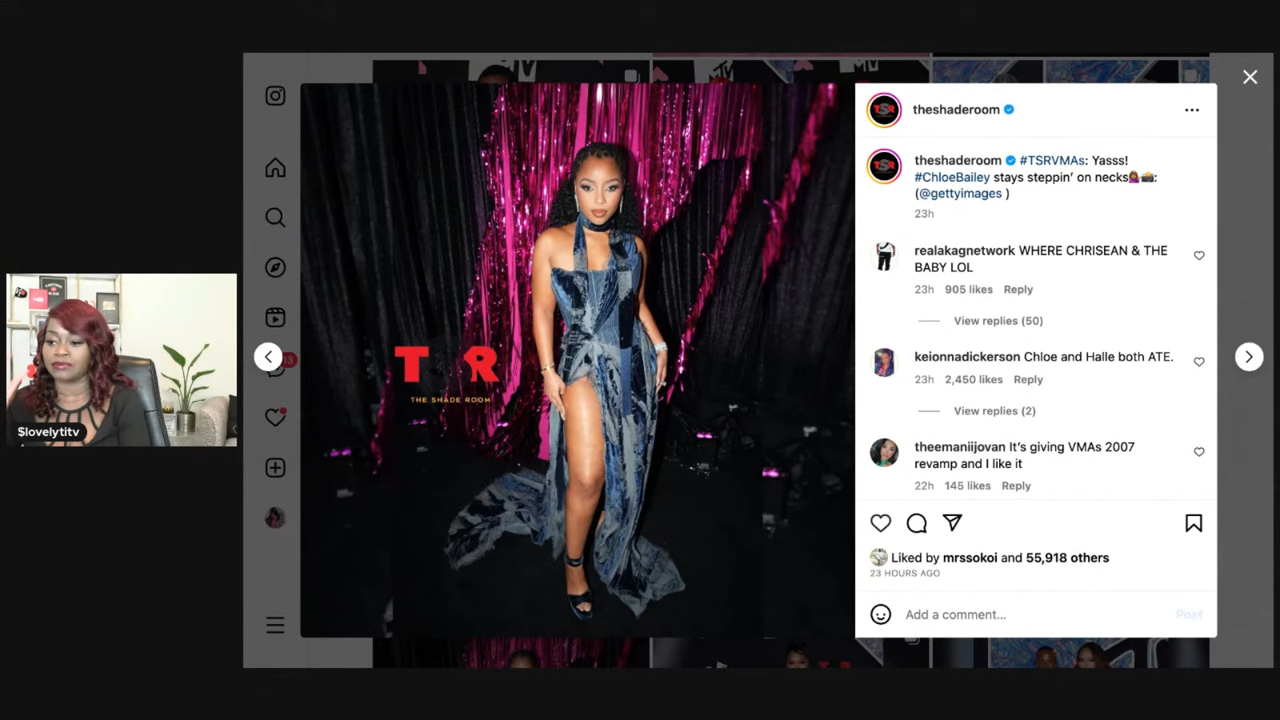 TSR
theshaderoom
TSR
theshaderoom #TSRVMAs: Yasss!
#ChloeBailey stays steppin’ on necks:
(@gettyimages )
23h
realakagnetwork WHERE CHRISEAN & THE
BABY LOL
23h 905 likes Reply
View replies (50)
keionnadickerson Chloe and Halle both ATE.
23h 2,450 likes Reply
View replies (2)
theemaniijovan It’s giving VMAs 2007
revamp and I like it
22h 145 likes Reply
Liked by mrssokoi and 55,918 others
23 HOURS AGO
Add a comment...
Post
T R
THE SHADE ROOM
$lovelytitv